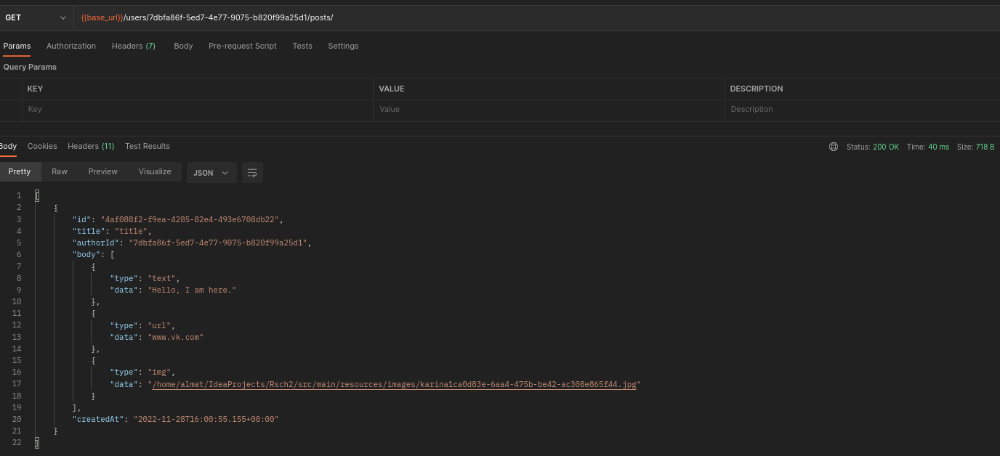 GET {{base_url}}/users/7dbfa86f-5ed7-4e77-9075-b820f99a25d1/posts/
Params Authorization Headers (7) Body Pre-request Script Tests Settings
Query Params
KEY VALUE DESCRIPTION
Key Value Description
Body Cookies Headers (11) Test Results Status: 200 OK Time: 40 ms Size: 718 B
Pretty Raw Preview Visualize JSON
1 [
2 {
3 "id": "4af088f2-f9ea-4285-82e4-493e6708db22",
4 "title": "title",
5 "authorId": "7dbfa86f-5ed7-4e77-9075-b820f99a25d1",
6 "body": [
7 {
8 "type": "text",
9 "data": "Hello, I am here."
10 },
11 {
12 "type": "url",
13 "data": "www.vk.com"
14 },
15 {
16 "type": "img",
17 "data": "/home/almat/IdeaProjects/Rsch2/src/main/resources/images/karina1ca0d83e-6aa4-475b-be42-ac308e865f44.jpg"
18 }
19 ],
20 "createdAt": "2022-11-28T16:00:55.155+00:00"
21 }
22 ]